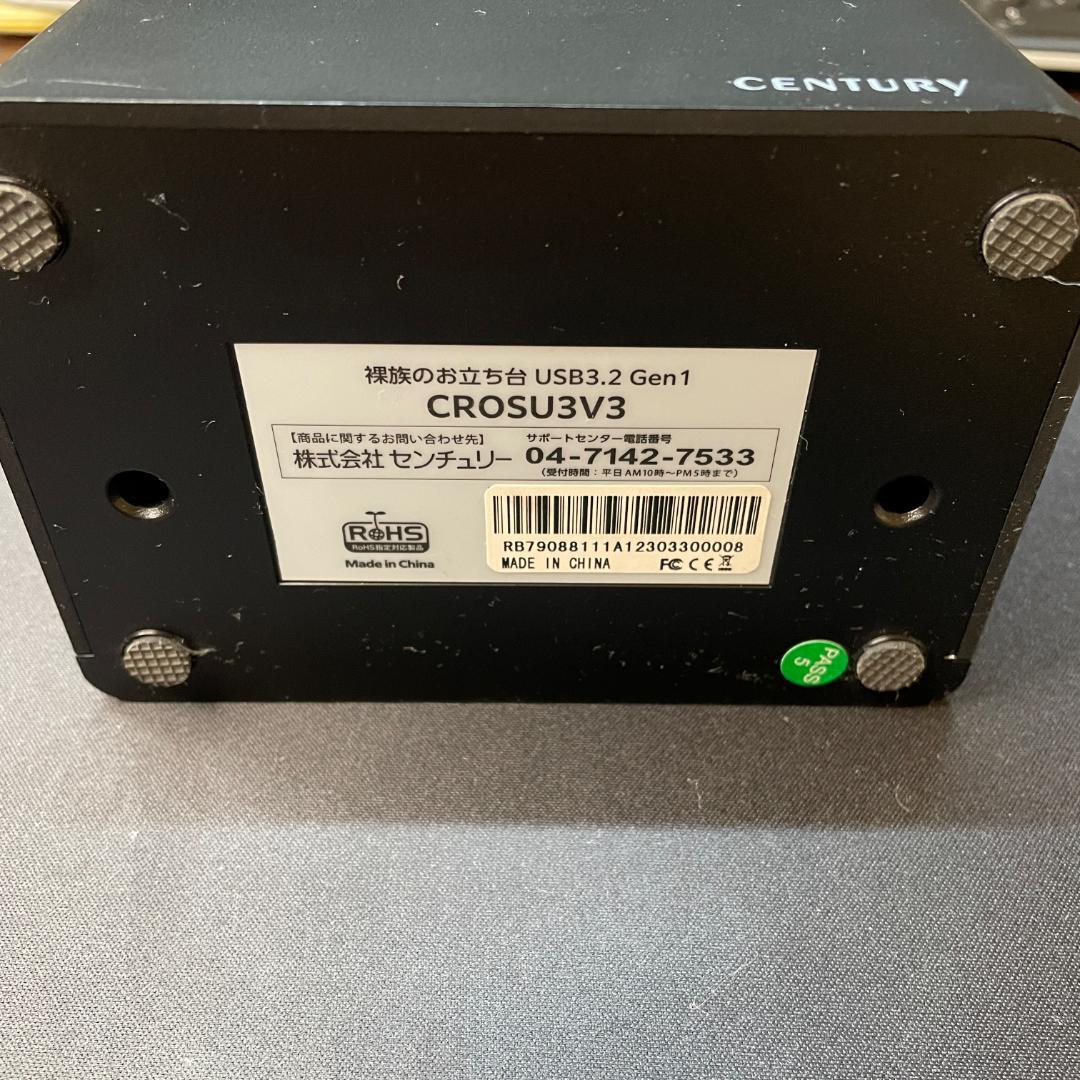 CENTURY
裸族のお立ち台 USB3.2 Gen1
CROSU3V3
【商品に関するお問い合わせ先】
株式会社 センチュリー
サポートセンター電話番号
04-7142-7533
(受付時間:平日AM10時～PM5時まで)
RoHS
RoHS指定対応製品
Made in China
RB79088111A12303300008
MADE IN CHINA
FC CE
PASS
5